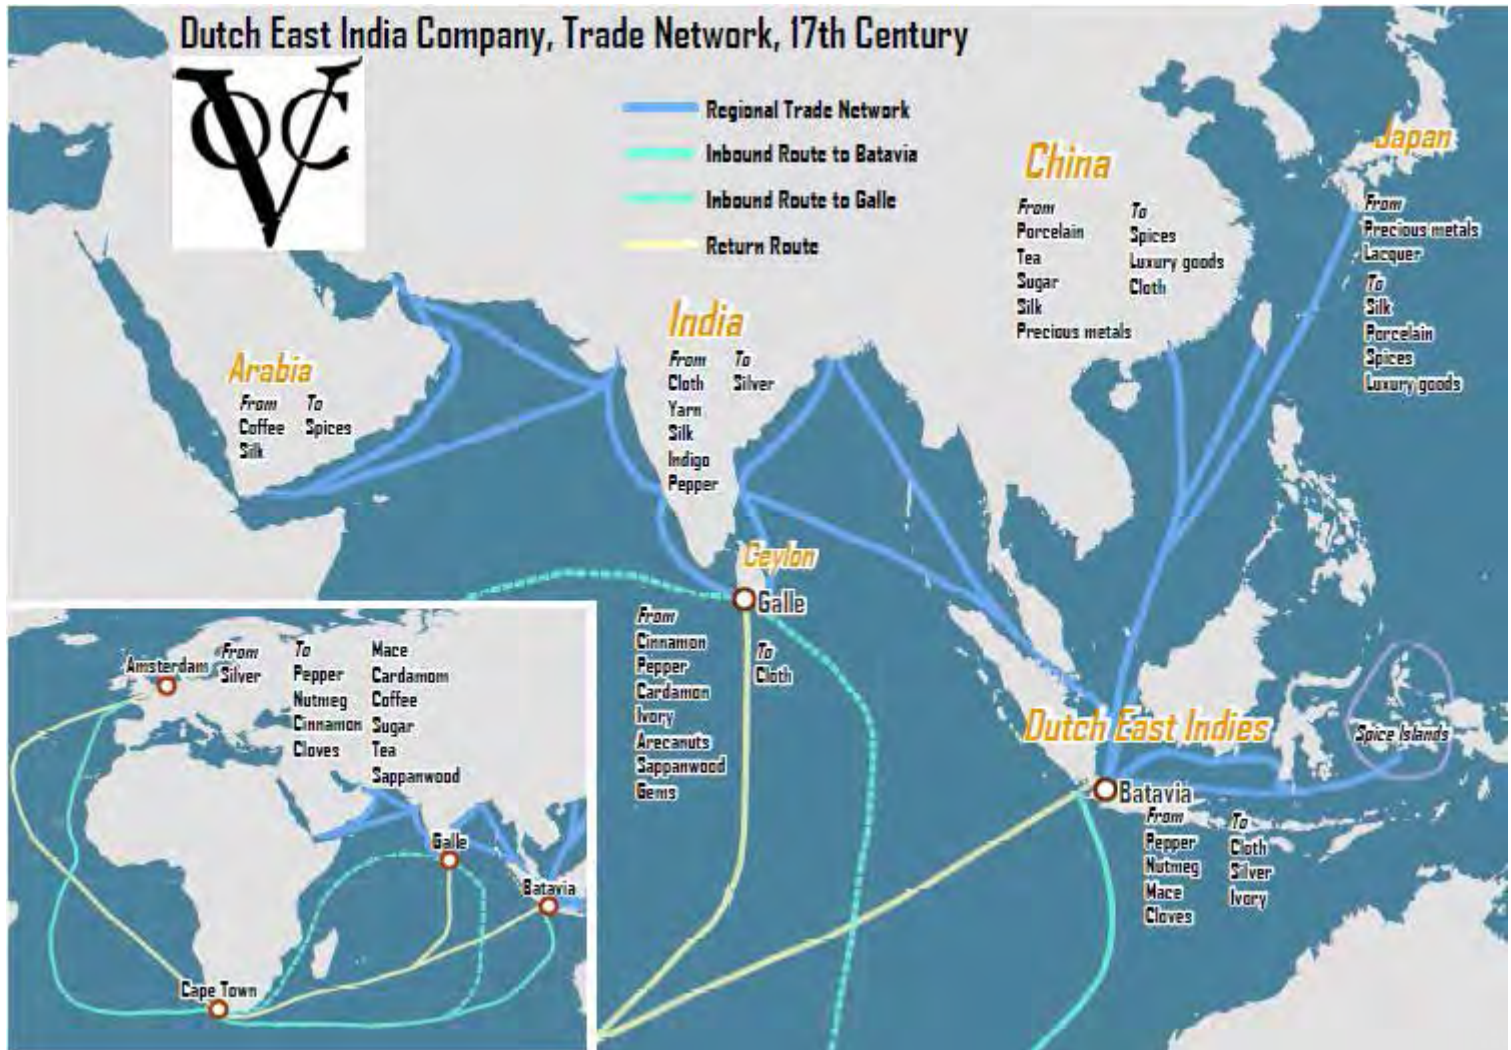 Dutch East India Company, Trade Network, 17th Century
VOC
Regional Trade Network
Inbound Route to Batavia
Inbound Route to Galle
Return Route
Arabia
From To
Coffee Spices
Silk
India
From To
Cloth Silver
Yarn
Silk
Indigo
Pepper
China
From To
Porcelain Spices
Tea Luxury goods
Sugar Cloth
Silk
Precious metals
Japan
From
Precious metals
Lacquer
To
Silk
Porcelain
Spices
Luxury goods
Ceylon
Galle
From
Cinnamon
Pepper
Cardamon
Ivory
Arecanuts
Sappanwood
Gems
To
Cloth
Dutch East Indies
Spice Islands
Batavia
From To
Pepper Cloth
Nutmeg Silver
Mace Ivory
Cloves
Amsterdam
From
Silver
To
Pepper
Nutmeg
Cinnamon
Cloves
Mace
Cardamom
Coffee
Sugar
Tea
Sappanwood
Galle
Batavia
Cape Town